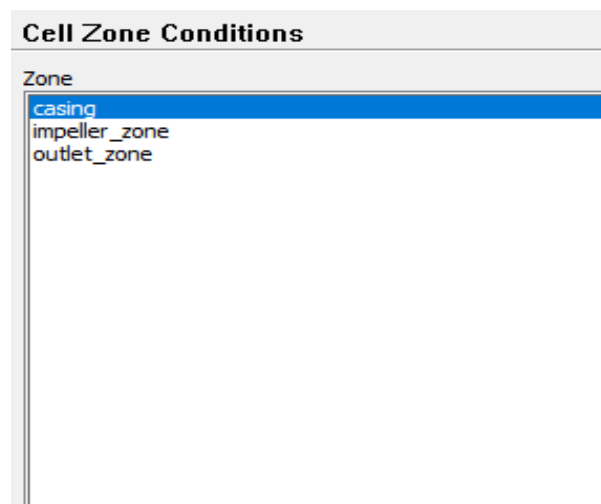 Cell Zone Conditions
Zone
casing
impeller_zone
outlet_zone